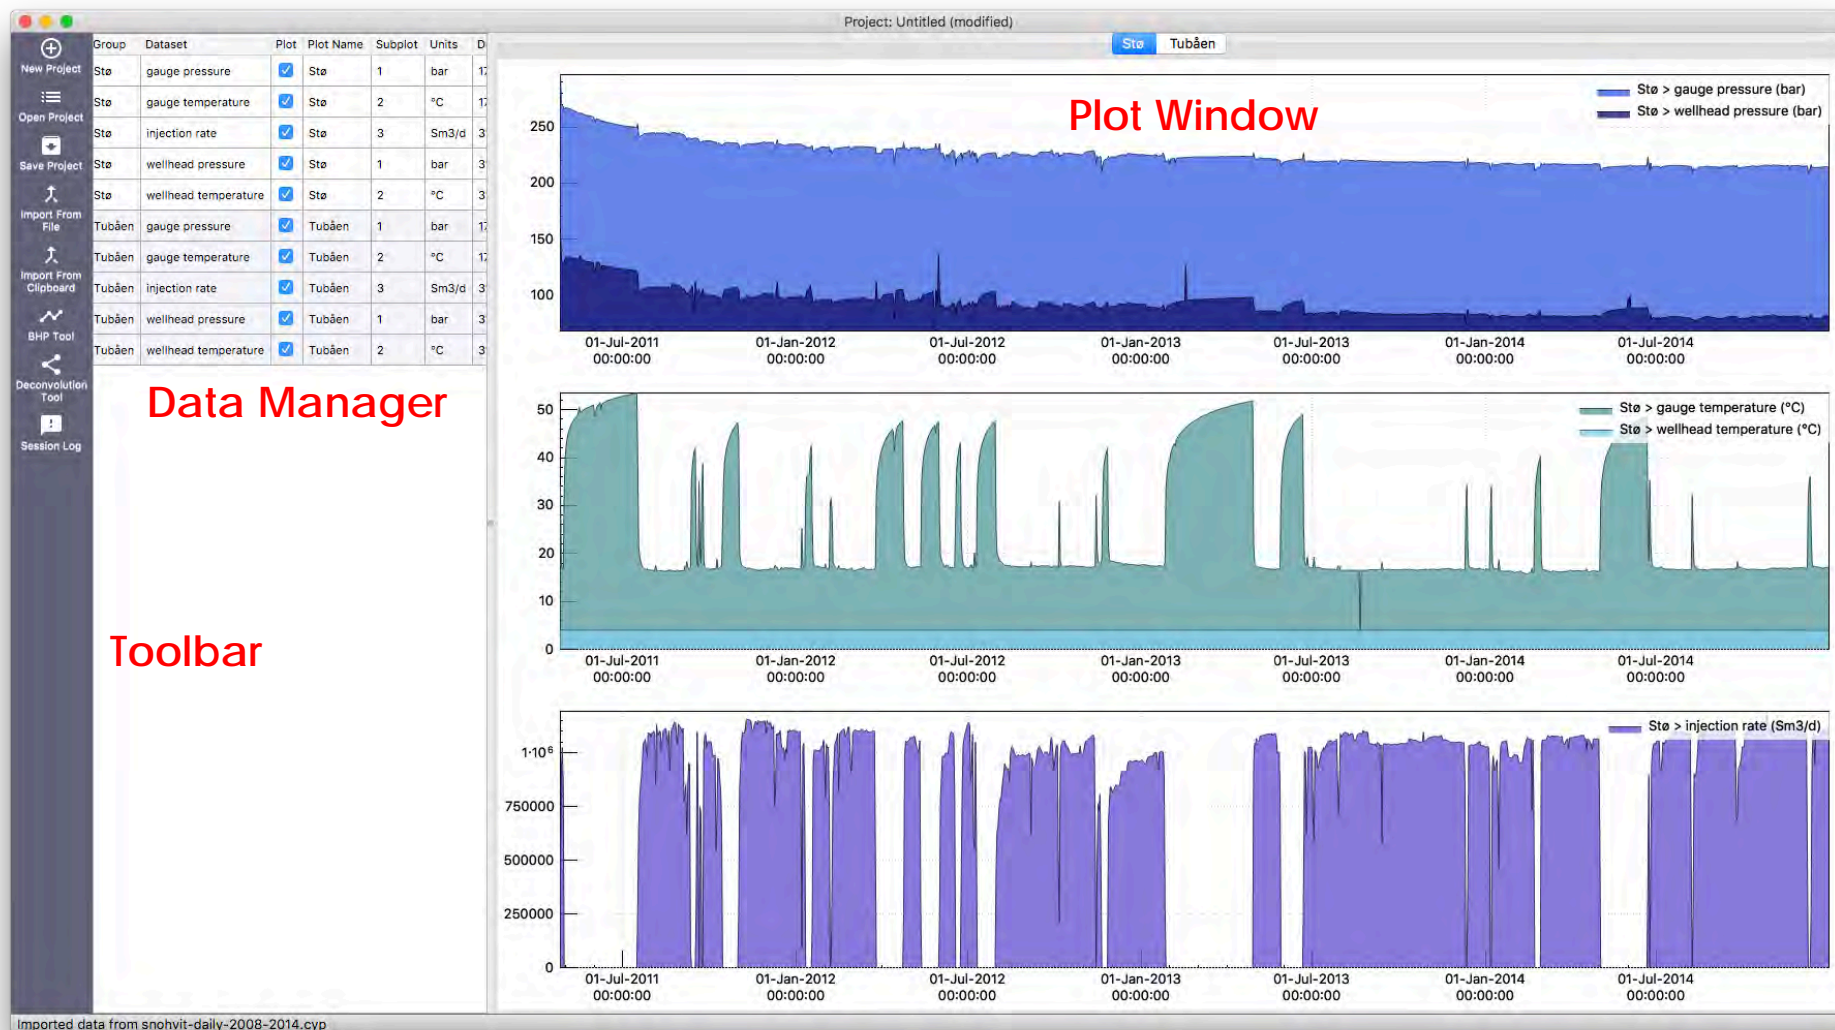 Project: Untitled (modified)
New Project
Open Project
Save Project
Import From
File
Import From
Clipboard
BHP Tool
Deconvolution
Tool
Session Log
Group Dataset Plot Plot Name Subplot Units D
Stø gauge pressure Stø 1 bar 17
Stø gauge temperature Stø 2 °C 17
Stø injection rate Stø 3 Sm3/d 3
Stø wellhead pressure Stø 1 bar 3
Stø wellhead temperature Stø 2 °C 3
Tubåen gauge pressure Tubåen 1 bar 17
Tubåen gauge temperature Tubåen 2 °C 17
Tubåen injection rate Tubåen 3 Sm3/d 3
Tubåen wellhead pressure Tubåen 1 bar 3
Tubåen wellhead temperature Tubåen 2 °C 3
Data Manager
Toolbar
Stø Tubåen
Plot Window
Stø > gauge pressure (bar)
Stø > wellhead pressure (bar)
250
200
150
100
01-Jul-2011 01-Jan-2012 01-Jul-2012 01-Jan-2013 01-Jul-2013 01-Jan-2014 01-Jul-2014
00:00:00 00:00:00 00:00:00 00:00:00 00:00:00 00:00:00 00:00:00
Stø > gauge temperature (°C)
Stø > wellhead temperature (°C)
50
40
30
20
10
0
01-Jul-2011 01-Jan-2012 01-Jul-2012 01-Jan-2013 01-Jul-2013 01-Jan-2014 01-Jul-2014
00:00:00 00:00:00 00:00:00 00:00:00 00:00:00 00:00:00 00:00:00
Stø > injection rate (Sm3/d)
1·10⁶
750000
500000
250000
0
01-Jul-2011 01-Jan-2012 01-Jul-2012 01-Jan-2013 01-Jul-2013 01-Jan-2014 01-Jul-2014
00:00:00 00:00:00 00:00:00 00:00:00 00:00:00 00:00:00 00:00:00
Imported data from snohvit-daily-2008-2014.cyp